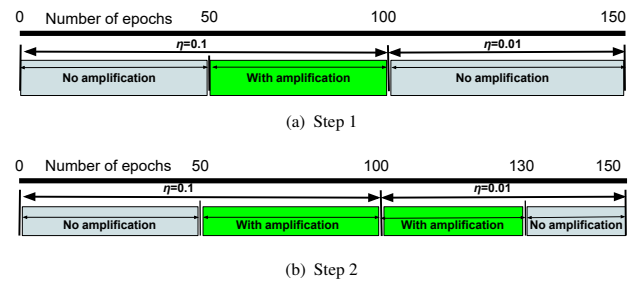 0 Number of epochs 50 100 150
η=0.1 η=0.01
No amplification With amplification No amplification
(a) Step 1
0 Number of epochs 50 100 130 150
η=0.1 η=0.01
No amplification With amplification With amplification No amplification
(b) Step 2